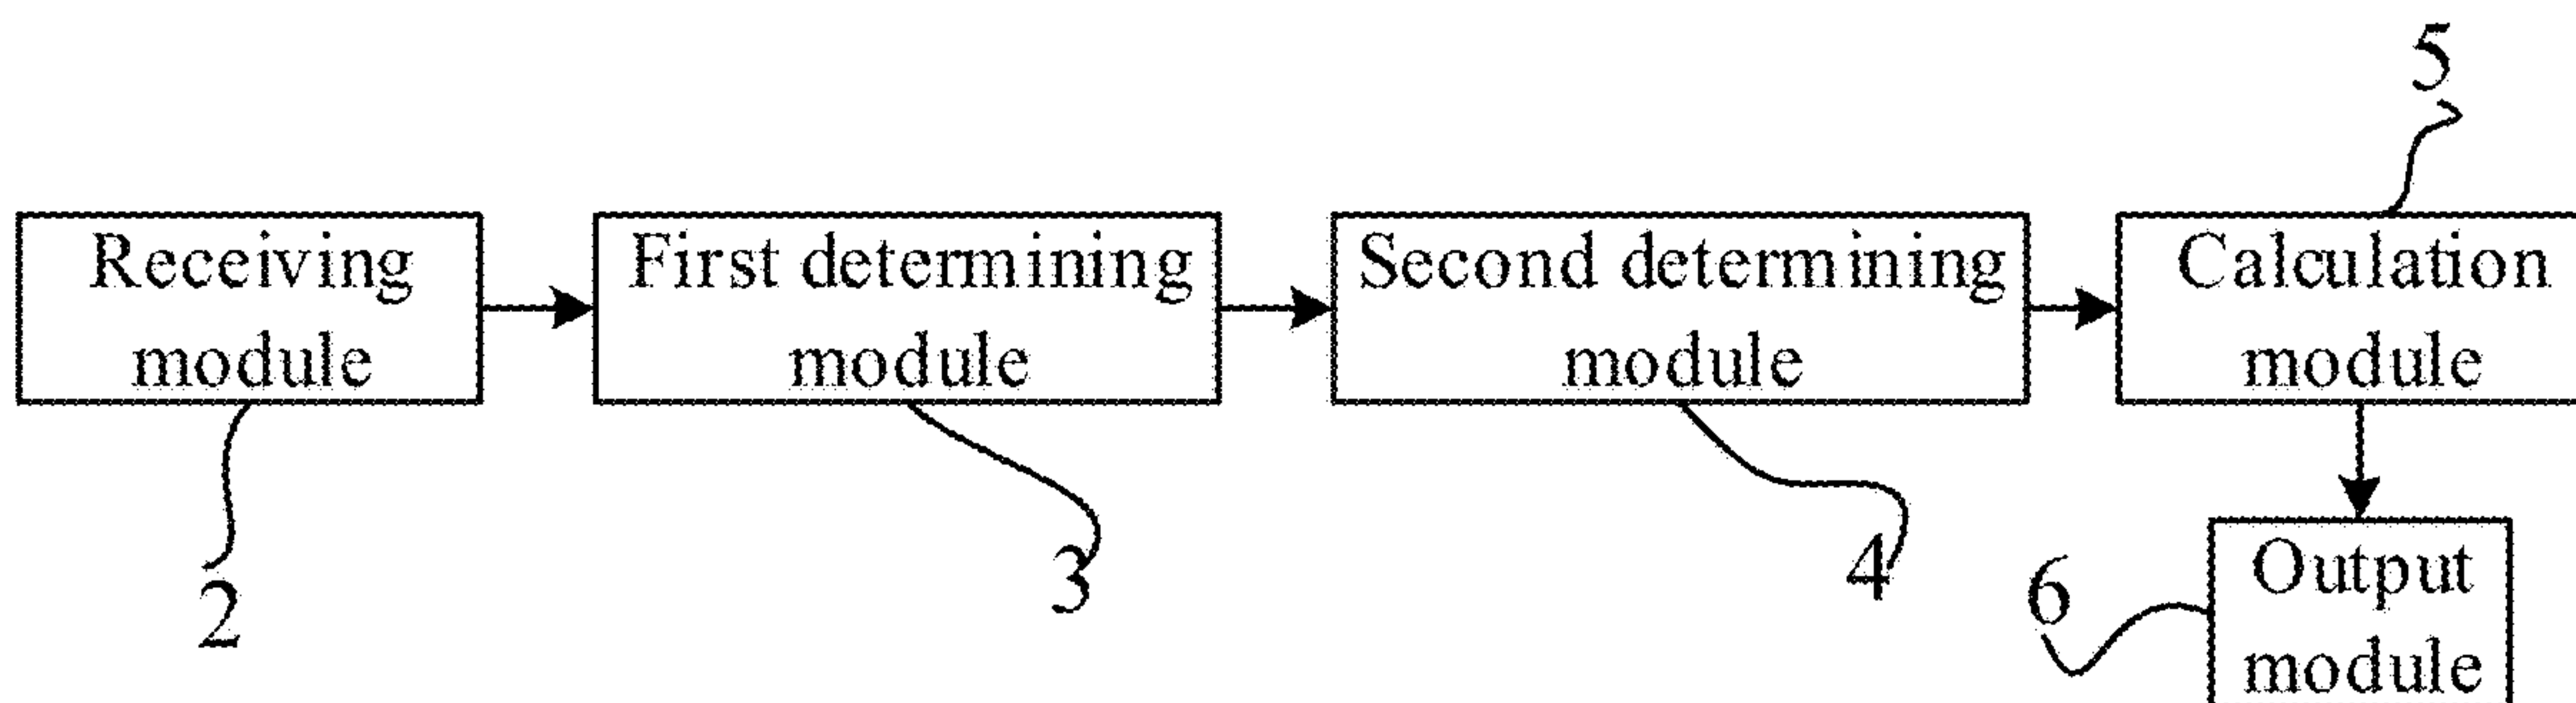 5
Receiving
module
First determining
module
Second determining
module
Calculation
module
2
3
4
6
Output
module